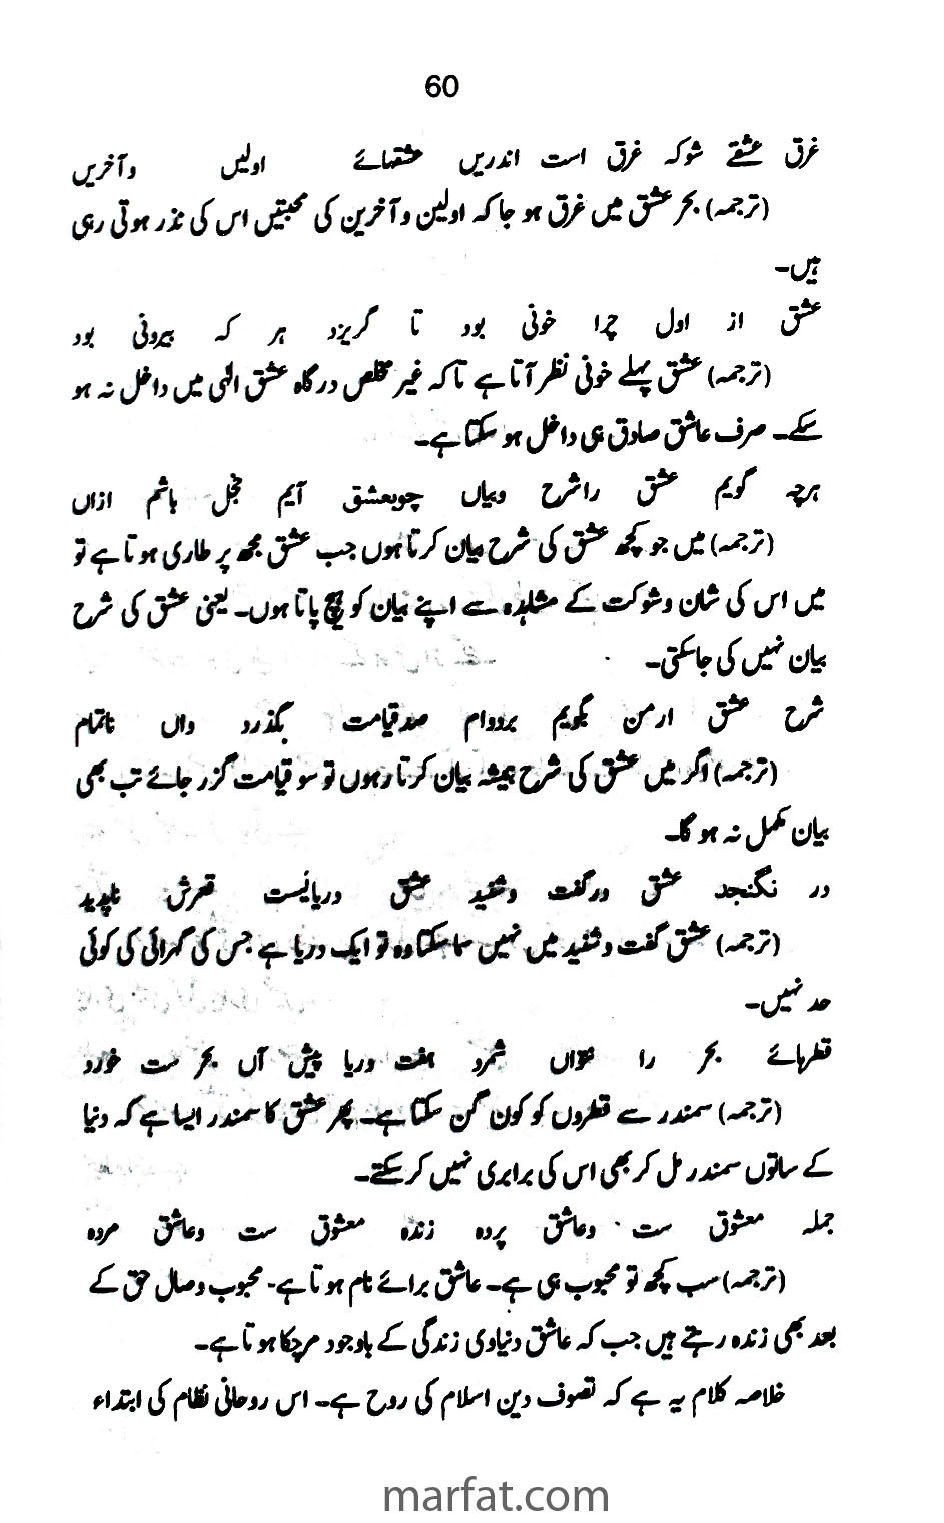 60
غرق عشقے شوکہ غرق است اندریں عشقہائے اولیں وآخریں
(ترجمہ) بحر عشق میں غرق ہو جا کہ اولین و آخرین کی محبتیں اس کی نذر ہوتی رہی
ہیں۔
عشق از اول چرا خونی بود تا گریزد ہر کہ بیرونی بود
(ترجمہ) عشق پہلے خونی نظر آتا ہے تاکہ غیر مخلص درگاہ عشق الٰہی میں داخل نہ ہو
سکے۔ صرف عاشق صادق ہی داخل ہو سکتا ہے۔
ہرچہ گویم عشق راشرح وبیاں چوبعشق آیم خجل باشم ازاں
(ترجمہ) میں جو کچھ عشق کی شرح بیان کرتا ہوں جب عشق مجھ پر طاری ہوتا ہے تو
میں اس کی شان و شوکت کے مشاہدہ سے اپنے بیان کو ہیچ پاتا ہوں۔ یعنی عشق کی شرح
بیان نہیں کی جا سکتی۔
شرح عشق ارمن بگویم بردوام صدقیامت بگذرد واں ناتمام
(ترجمہ) اگر میں عشق کی شرح ہمیشہ بیان کرتا رہوں تو سو قیامت گزر جائے تب بھی
بیان مکمل نہ ہو گا۔
در نگنجد عشق ورگفت وشنید عشق دریائیست قعرش ناپدید
(ترجمہ) عشق گفت و شنید میں نہیں سما سکتا وہ تو ایک دریا ہے جس کی گہرائی کی کوئی
حد نہیں۔
قطرہائے بحر را نتواں شمرد ہفت دریا پیش آں بحر ست خورد
(ترجمہ) سمندر سے قطروں کو کون گن سکتا ہے۔ پھر عشق کا سمندر ایسا ہے کہ دنیا
کے ساتوں سمندر مل کر بھی اس کی برابری نہیں کر سکتے۔
جملہ معشوق ست وعاشق پردہ زندہ معشوق ست وعاشق مردہ
(ترجمہ) سب کچھ تو محبوب ہی ہے۔ عاشق برائے نام ہوتا ہے۔ محبوب وصال حق کے
بعد بھی زندہ رہتے ہیں جب کہ عاشق دنیاوی زندگی کے باوجود مرچکا ہوتا ہے۔
خلاصہ کلام یہ ہے کہ تصوف دین اسلام کی روح ہے۔ اس روحانی نظام کی ابتداء
marfat.com